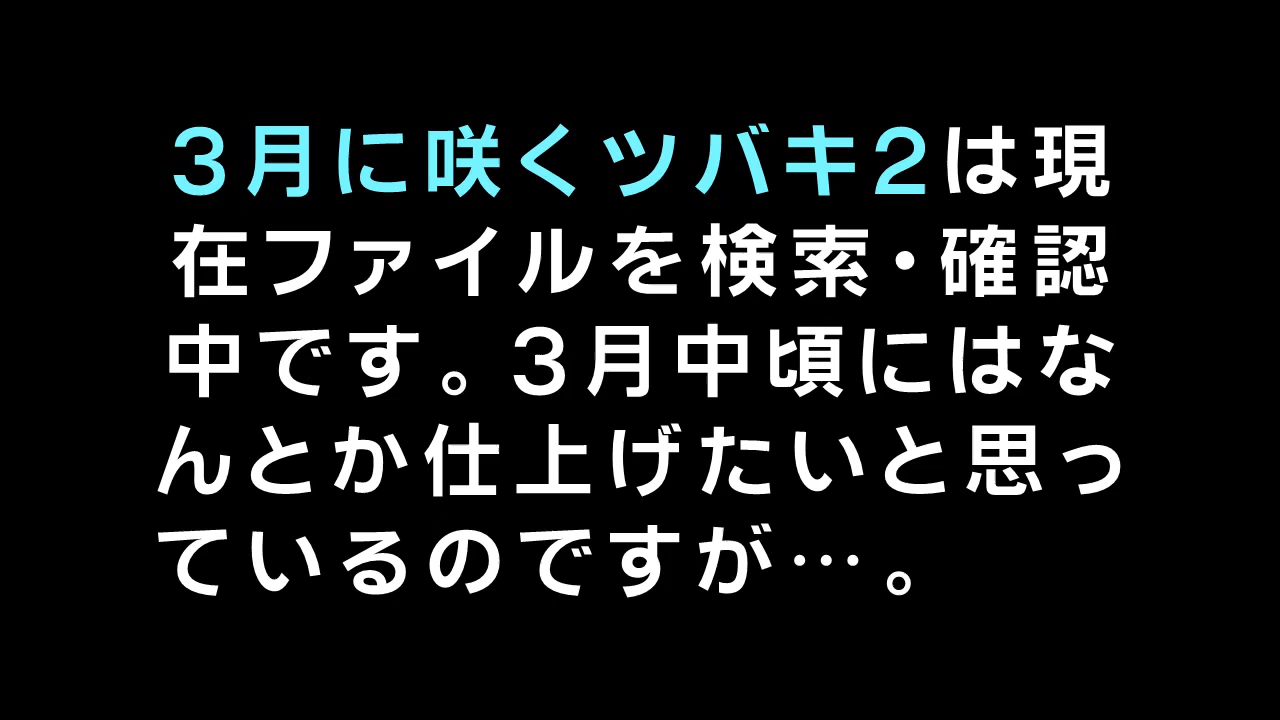 3月に咲くツバキ2は現
在ファイルを検索・確認
中です。3月中頃にはな
んとか仕上げたいと思っ
ているのですが…。